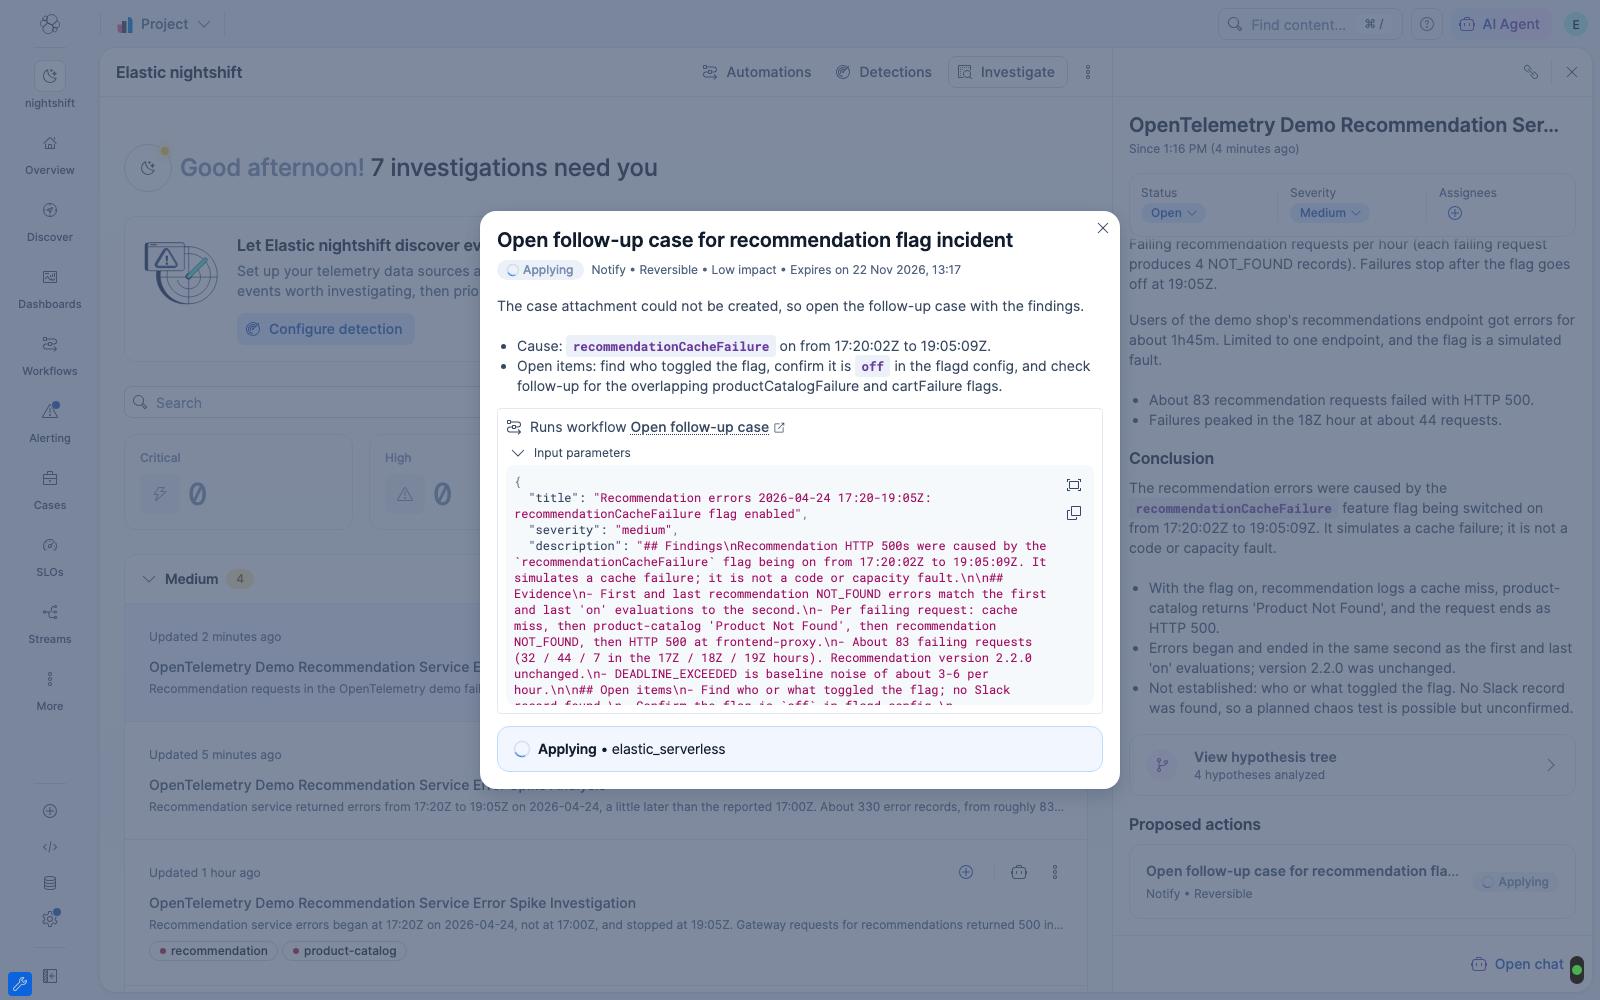 Project
Find content...
⌘ /
AI Agent
E
nightshift
Overview
Discover
Dashboards
Workflows
Alerting
Cases
SLOs
Streams
More
Elastic nightshift
Automations
Detections
Investigate
Good afternoon! 7 investigations need you
Let Elastic nightshift discover ev
Set up your telemetry data sources a
events worth investigating, then prio
Configure detection
Search
Critical
0
High
0
Medium
4
Updated 2 minutes ago
OpenTelemetry Demo Recommendation Service E
Recommendation requests in the OpenTelemetry demo fail
Updated 5 minutes ago
OpenTelemetry Demo Recommendation Service Error Spike Analysis
Recommendation service returned errors from 17:20Z to 19:05Z on 2026-04-24, a little later than the reported 17:00Z. About 330 error records, from roughly 83...
Updated 1 hour ago
OpenTelemetry Demo Recommendation Service Error Spike Investigation
Recommendation service errors began at 17:20Z on 2026-04-24, not at 17:00Z, and stopped at 19:05Z. Gateway requests for recommendations returned 500 in...
recommendation
product-catalog
Open follow-up case for recommendation flag incident
Applying
Notify • Reversible • Low impact • Expires on 22 Nov 2026, 13:17
The case attachment could not be created, so open the follow-up case with the findings.
• Cause: recommendationCacheFailure on from 17:20:02Z to 19:05:09Z.
• Open items: find who toggled the flag, confirm it is off in the flagd config, and check
follow-up for the overlapping productCatalogFailure and cartFailure flags.
Runs workflow Open follow-up case
Input parameters
{
"title": "Recommendation errors 2026-04-24 17:20-19:05Z:
recommendationCacheFailure flag enabled",
"severity": "medium",
"description": "## Findings\nRecommendation HTTP 500s were caused by the
`recommendationCacheFailure` flag being on from 17:20:02Z to 19:05:09Z. It
simulates a cache failure; it is not a code or capacity fault.\n\n##
Evidence\n- First and last recommendation NOT_FOUND errors match the first
and last 'on' evaluations to the second.\n- Per failing request: cache
miss, then product-catalog 'Product Not Found', then recommendation
NOT_FOUND, then HTTP 500 at frontend-proxy.\n- About 83 failing requests
(32 / 44 / 7 in the 17Z / 18Z / 19Z hours). Recommendation version 2.2.0
unchanged.\n- DEADLINE_EXCEEDED is baseline noise of about 3-6 per
hour.\n\n## Open items\n- Find who or what toggled the flag; no Slack
record found.\n- Confirm the flag is `off` in flagd config.\n-
Applying • elastic_serverless
OpenTelemetry Demo Recommendation Ser...
Since 1:16 PM (4 minutes ago)
Status
Open
Severity
Medium
Assignees
Failing recommendation requests per hour (each failing request
produces 4 NOT_FOUND records). Failures stop after the flag goes
off at 19:05Z.
Users of the demo shop's recommendations endpoint got errors for
about 1h45m. Limited to one endpoint, and the flag is a simulated
fault.
• About 83 recommendation requests failed with HTTP 500.
• Failures peaked in the 18Z hour at about 44 requests.
Conclusion
The recommendation errors were caused by the
recommendationCacheFailure feature flag being switched on
from 17:20:02Z to 19:05:09Z. It simulates a cache failure; it is not a
code or capacity fault.
• With the flag on, recommendation logs a cache miss, product-
catalog returns 'Product Not Found', and the request ends as
HTTP 500.
• Errors began and ended in the same second as the first and last
'on' evaluations; version 2.2.0 was unchanged.
• Not established: who or what toggled the flag. No Slack record
was found, so a planned chaos test is possible but unconfirmed.
View hypothesis tree
4 hypotheses analyzed
Proposed actions
Open follow-up case for recommendation fla...
Notify • Reversible
Applying
Open chat